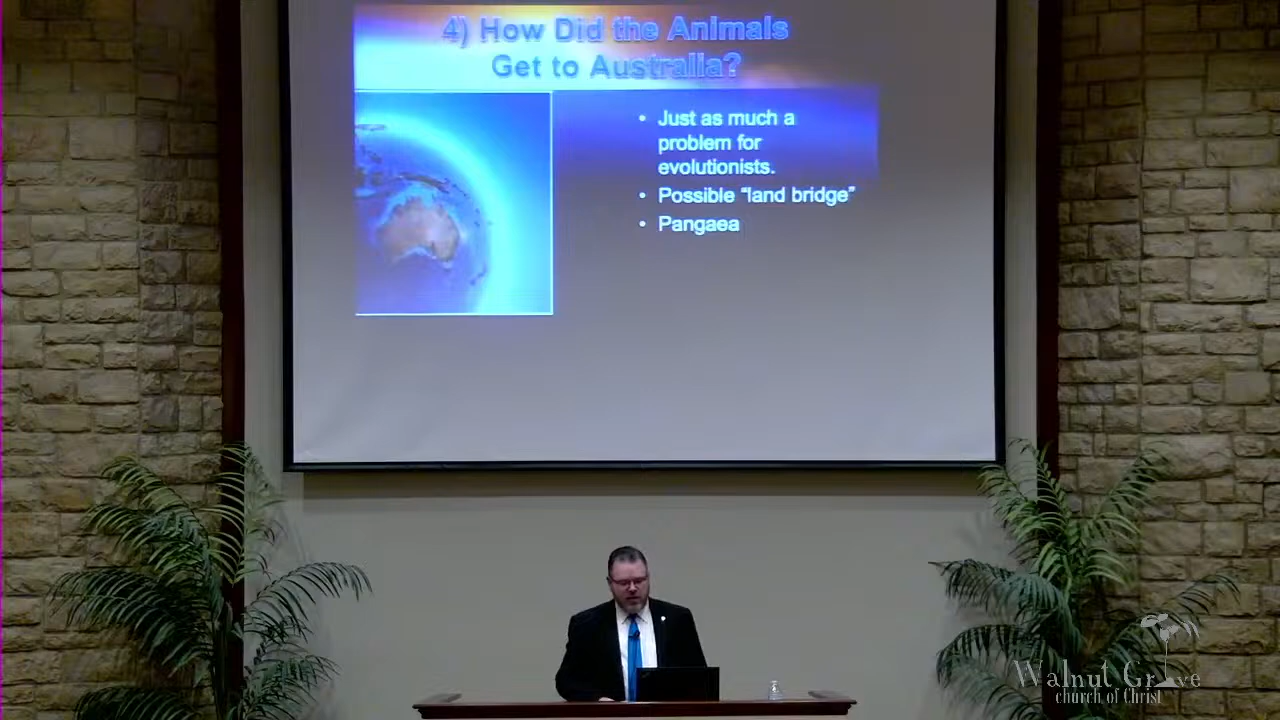 4) How Did the Animals
Get to Australia?
• Just as much a
problem for
evolutionists.
• Possible “land bridge”
• Pangaea
Walnut Grove
church of Christ